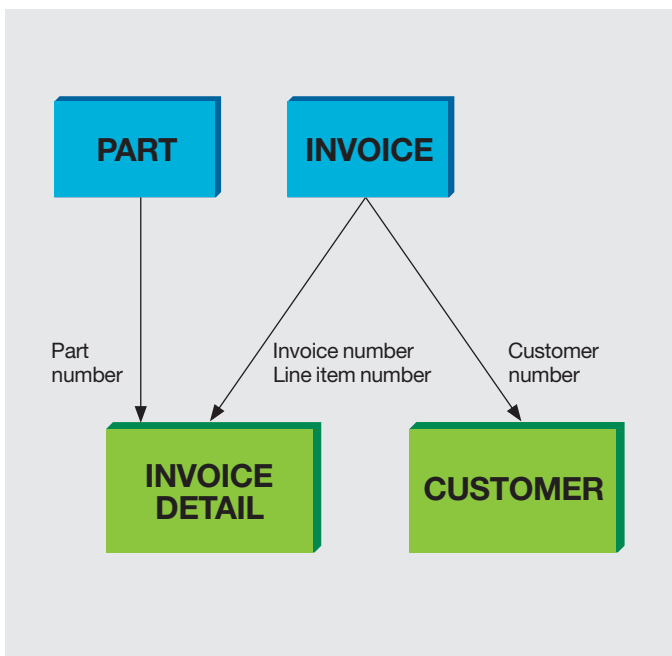 PART
INVOICE
Part
number
Invoice number
Line item number
Customer
number
INVOICE
DETAIL
CUSTOMER